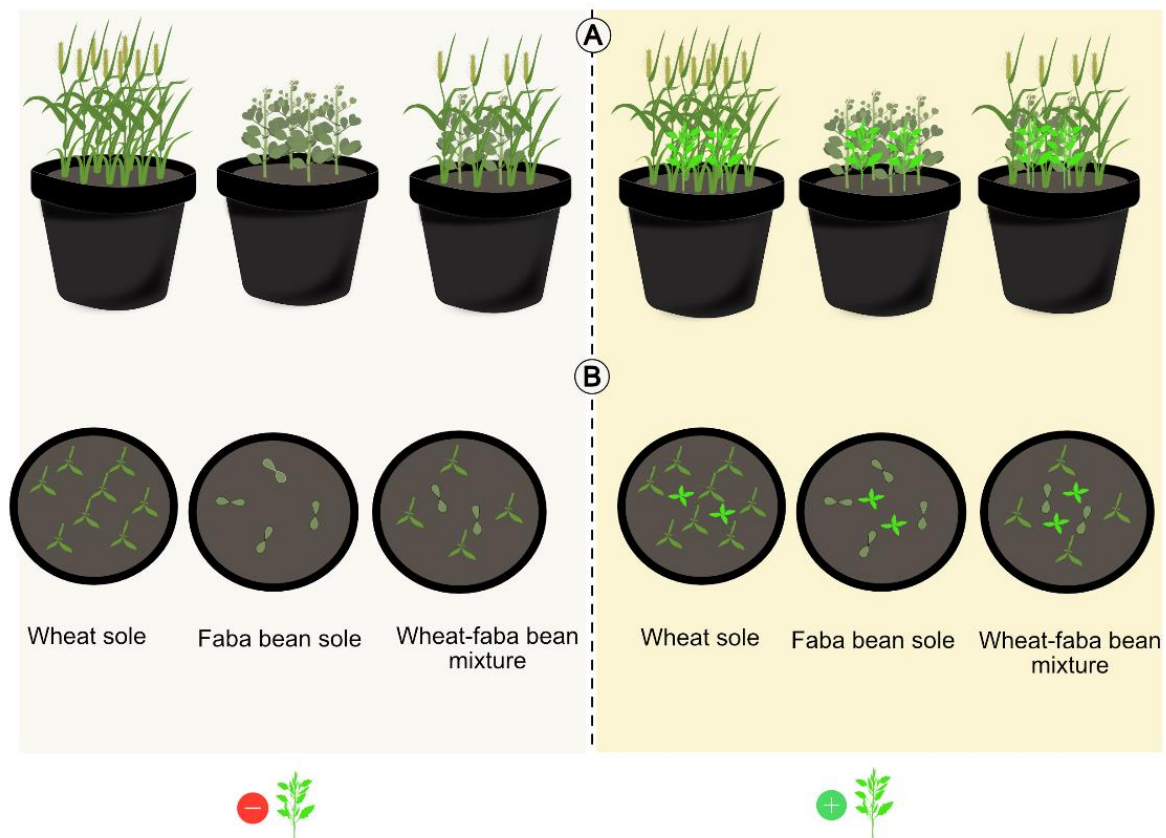 A
B
Wheat sole
Faba bean sole
Wheat-faba bean
mixture
Wheat sole
Faba bean sole
Wheat-faba bean
mixture